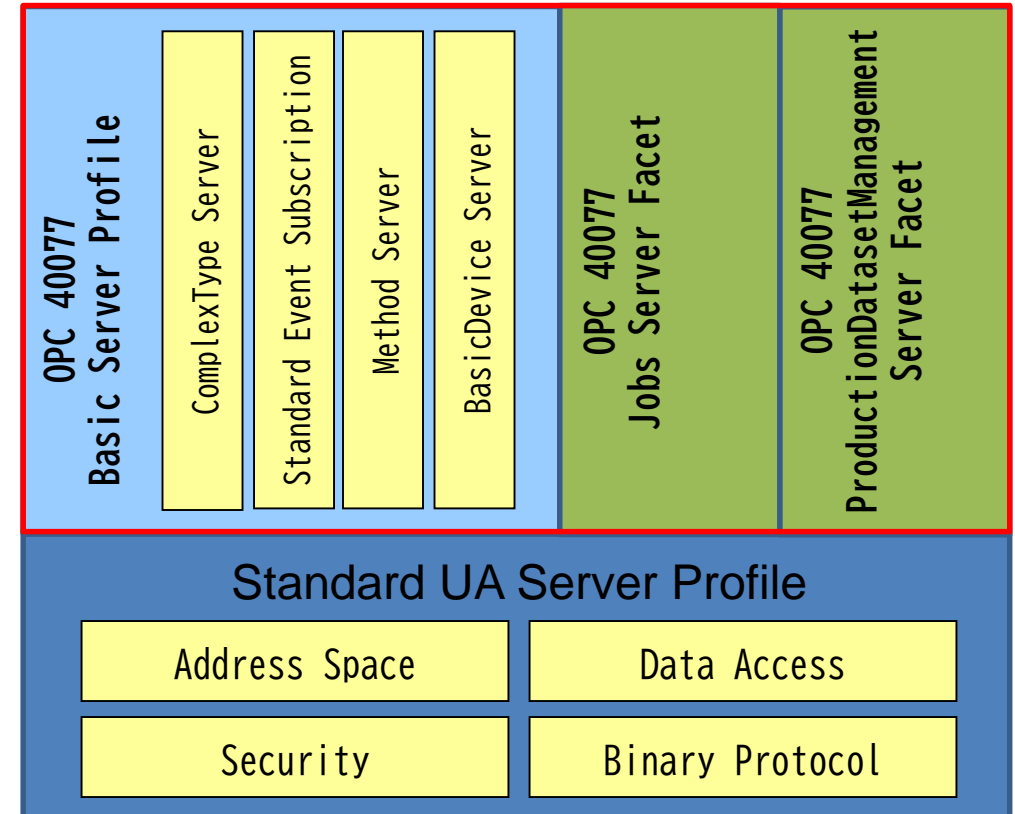 OPC 40077
Basic Server Profile
ComplexType Server
Standard Event Subscription
Method Server
BasicDevice Server
OPC 40077
Jobs Server Facet
OPC 40077
ProductionDatasetManagement
Server Facet
Standard UA Server Profile
Address Space
Data Access
Security
Binary Protocol